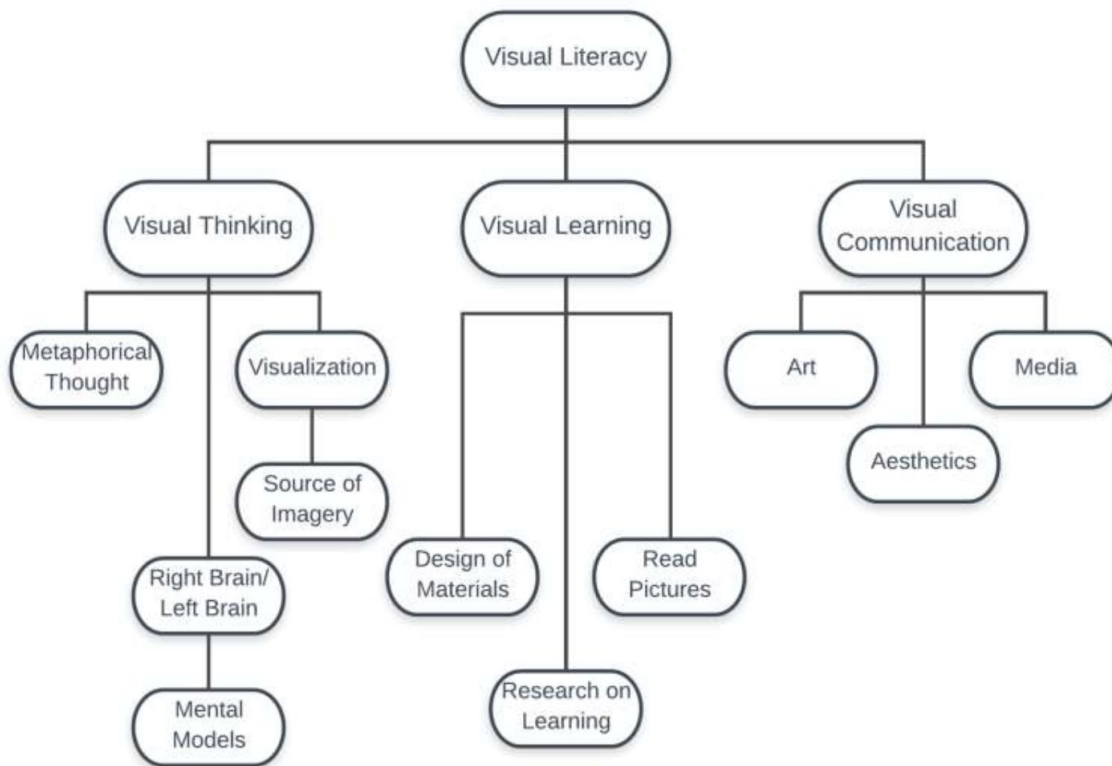 Visual Literacy
Visual Thinking
Visual Learning
Visual
Communication
Metaphorical
Thought
Visualization
Art
Media
Aesthetics
Source of
Imagery
Design of
Materials
Read
Pictures
Right Brain/
Left Brain
Research on
Learning
Mental
Models